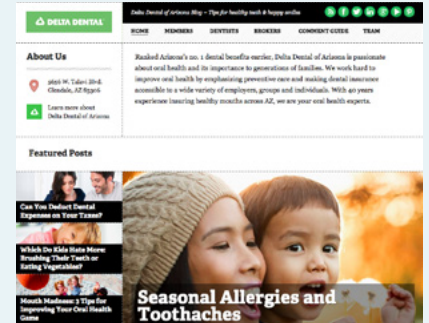 DELTA DENTAL
Delta Dental of Arizona Blog – Tips for healthy teeth & happy smiles
HOME MEMBERS DENTISTS BROKERS COMMENT GUIDE TEAM
About Us
5656 W. Talavi Blvd.
Glendale, AZ 85306
Learn more about
Delta Dental of Arizona
Ranked Arizona's no. 1 dental benefits carrier, Delta Dental of Arizona is passionate
about oral health and its importance to generations of families. We work hard to
improve oral health by emphasizing preventive care and making dental insurance
accessible to a wide variety of employers, groups and individuals. With 40 years
experience insuring healthy mouths across AZ, we are your oral health experts.
Featured Posts
Can You Deduct Dental
Expenses on Your Taxes?
Which Do Kids Hate More:
Brushing Their Teeth or
Eating Vegetables?
Mouth Madness: 3 Tips for
Improving Your Oral Health
Game
Seasonal Allergies and
Toothaches